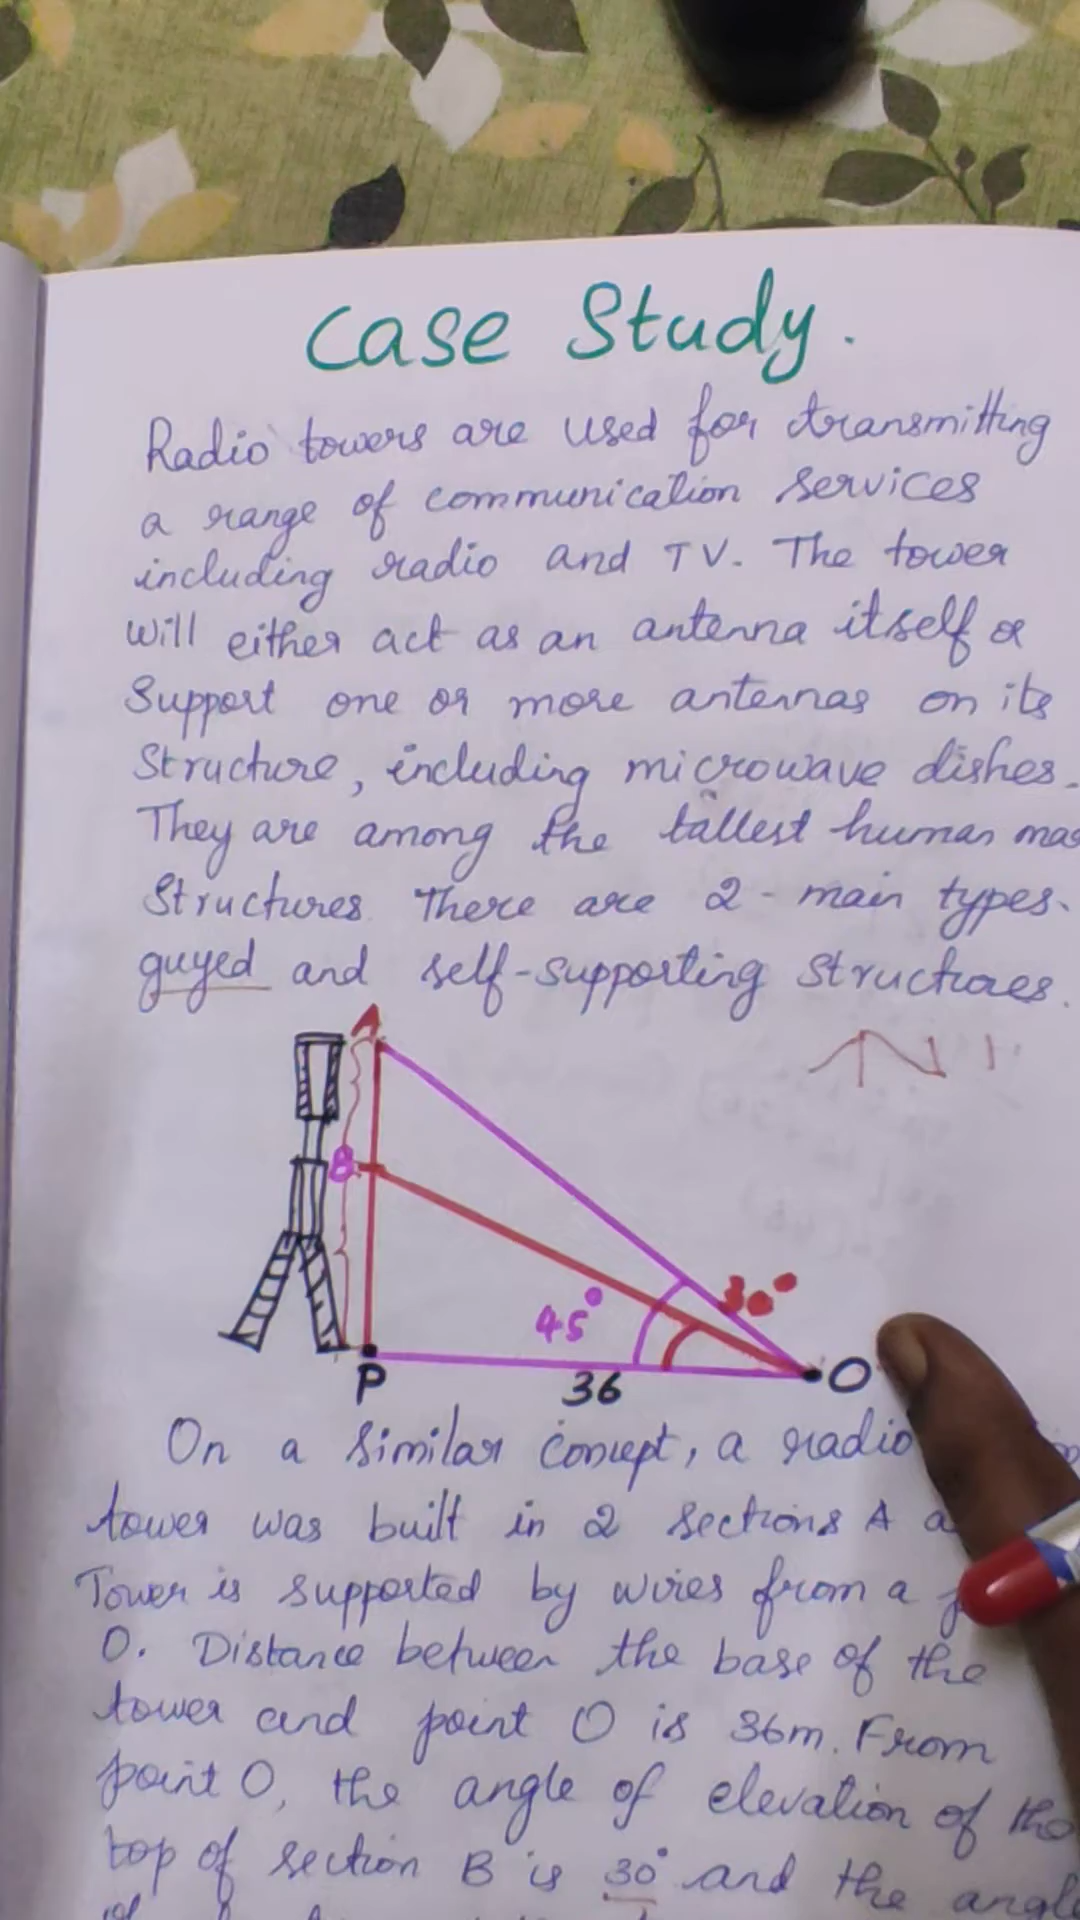 Case Study.
Radio towers are used for transmitting
a range of communication services
including radio and TV. The tower
will either act as an antenna itself or
Support one or more antennas on its
Structure, including microwave dishes.
They are among the tallest human
Structures There are 2 - main types.
guyed and self-supporting structures.
A
B
45°
30°
P
36
O
On a similar concept, a radio
tower was built in 2 sections A
Tower is supported by wires from a
O. Distance between the base of the
tower and point O is 36m. From
point O, the angle of elevation of the
top of section B is 30° and the